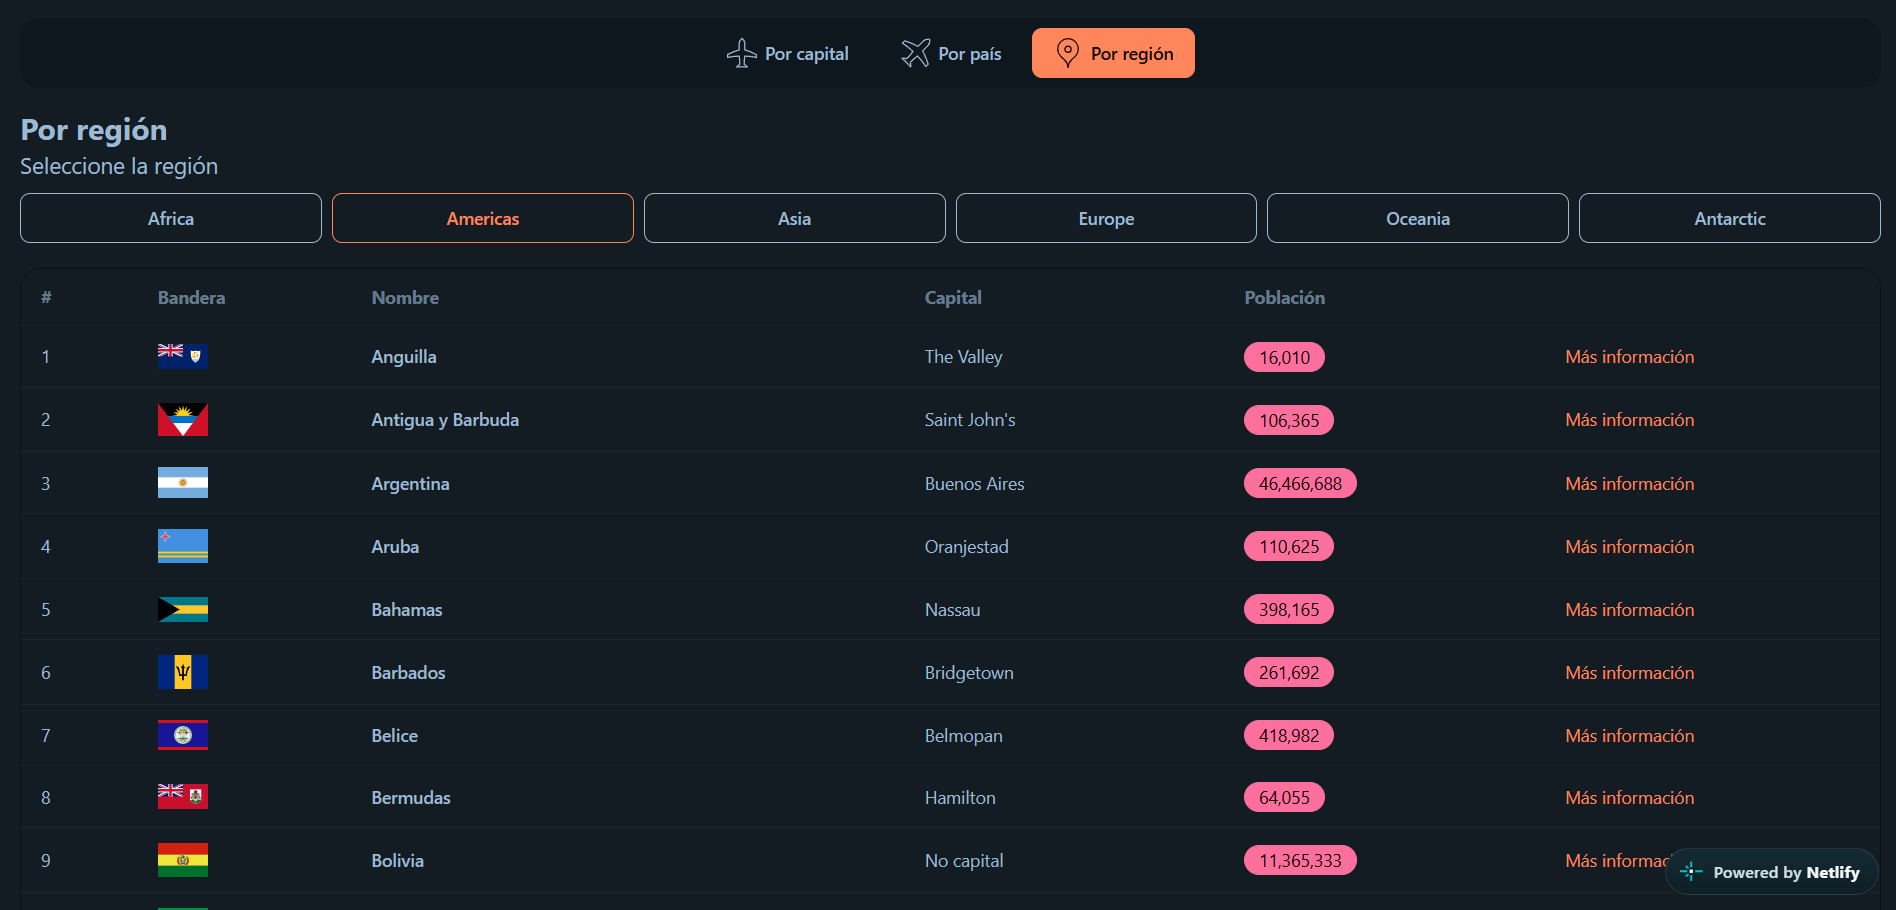 Por capital Por país Por región
Por región
Seleccione la región
Africa Americas Asia Europe Oceania Antarctic
# Bandera Nombre Capital Población
1 Anguilla The Valley 16,010 Más información
2 Antigua y Barbuda Saint John's 106,365 Más información
3 Argentina Buenos Aires 46,466,688 Más información
4 Aruba Oranjestad 110,625 Más información
5 Bahamas Nassau 398,165 Más información
6 Barbados Bridgetown 261,692 Más información
7 Belice Belmopan 418,982 Más información
8 Bermudas Hamilton 64,055 Más información
9 Bolivia No capital 11,365,333 Más
Powered by Netlify